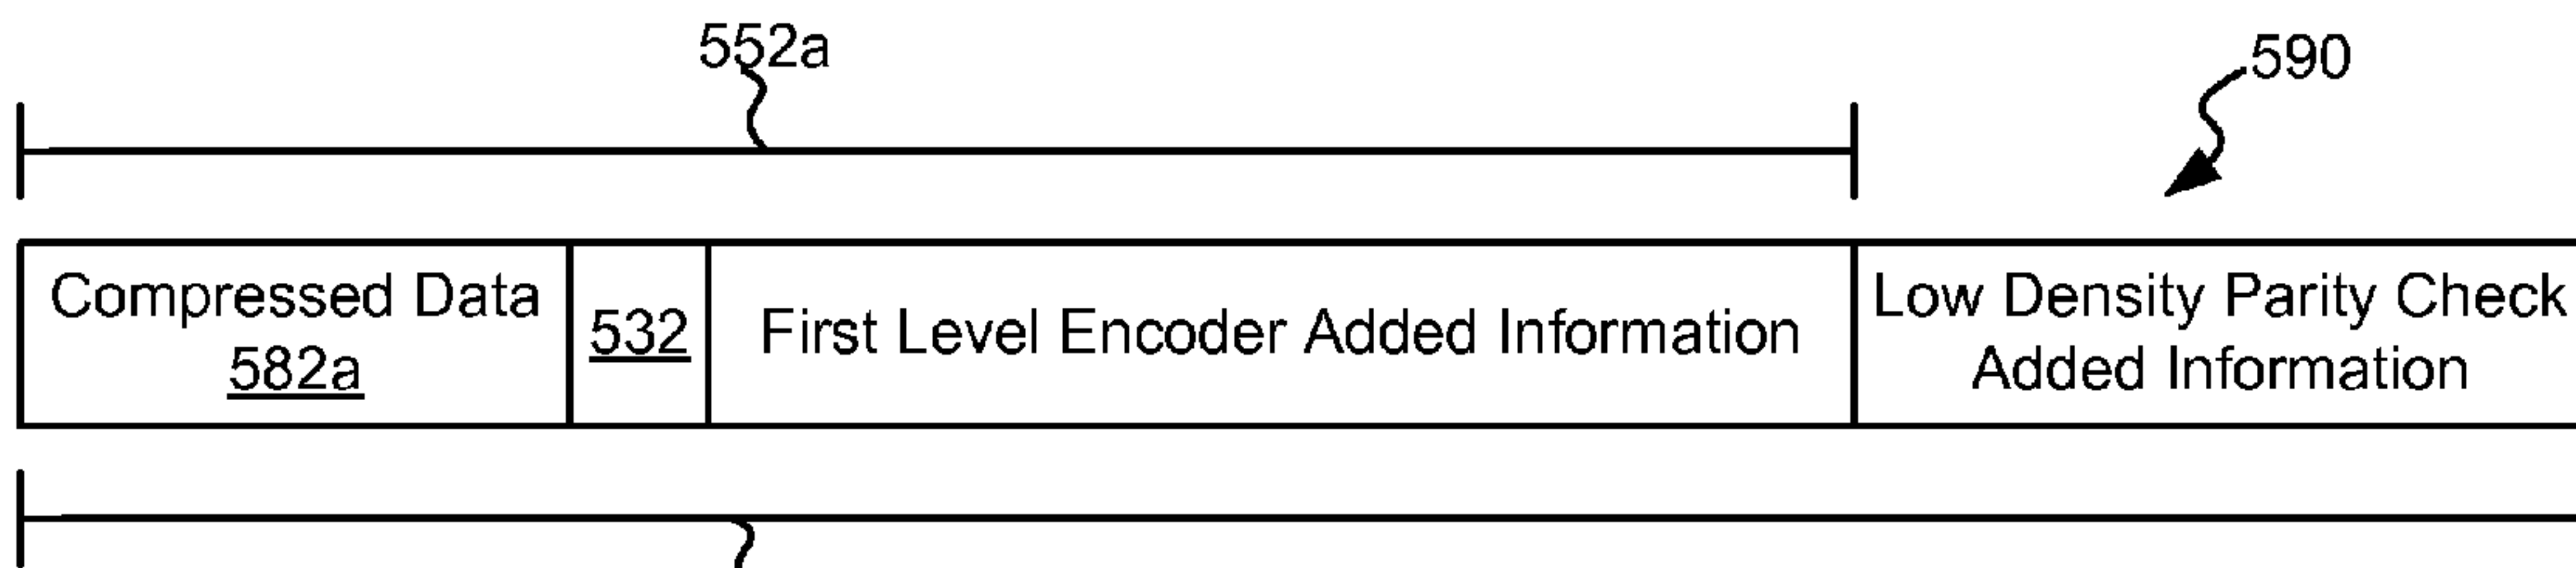 552a
590
Compressed Data
582a
532
First Level Encoder Added Information
Low Density Parity Check
Added Information